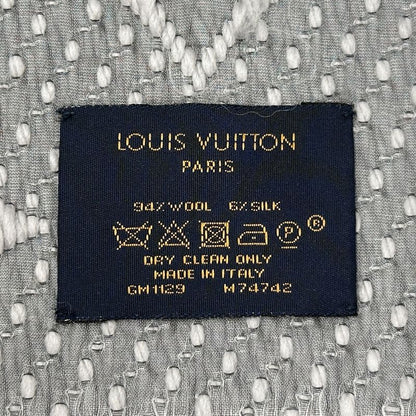 LOUIS VUITTON
PARIS
94% WOOL 6% SILK
P ®
DRY CLEAN ONLY
MADE IN ITALY
GM1129 M74742